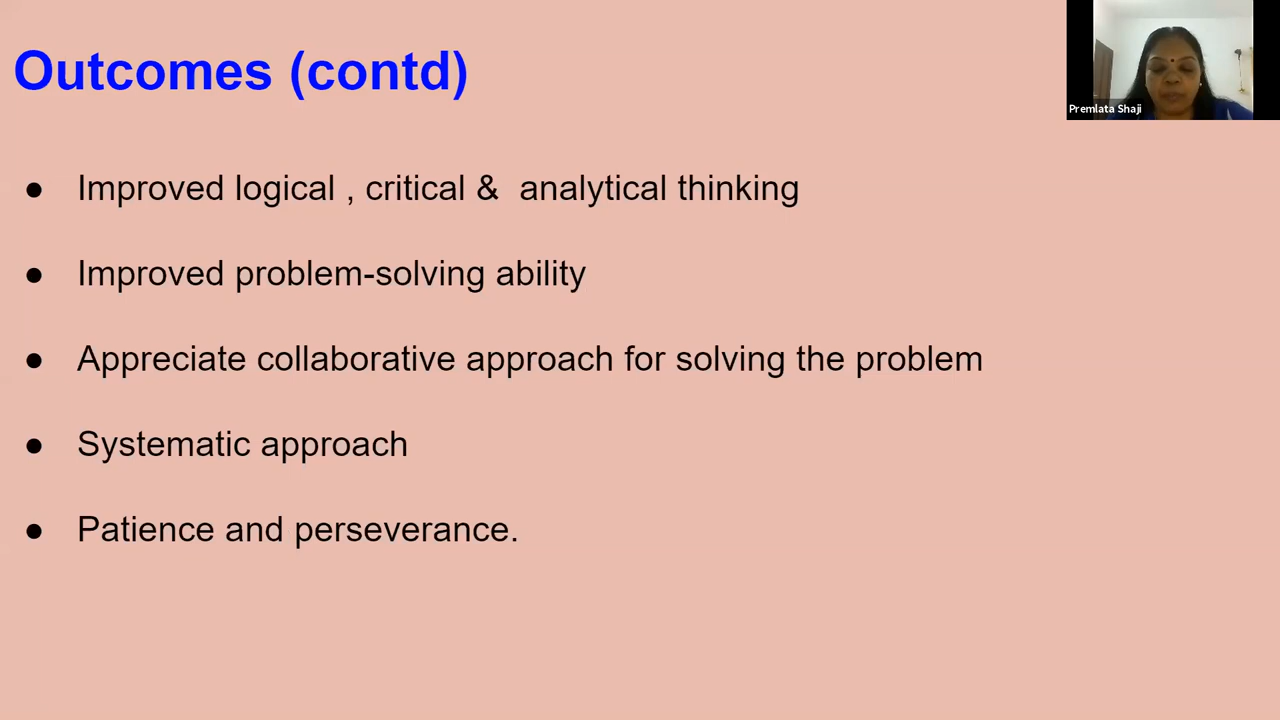 Outcomes (contd)
Premlata Shaji
● Improved logical , critical &  analytical thinking
● Improved problem-solving ability
● Appreciate collaborative approach for solving the problem
● Systematic approach
● Patience and perseverance.